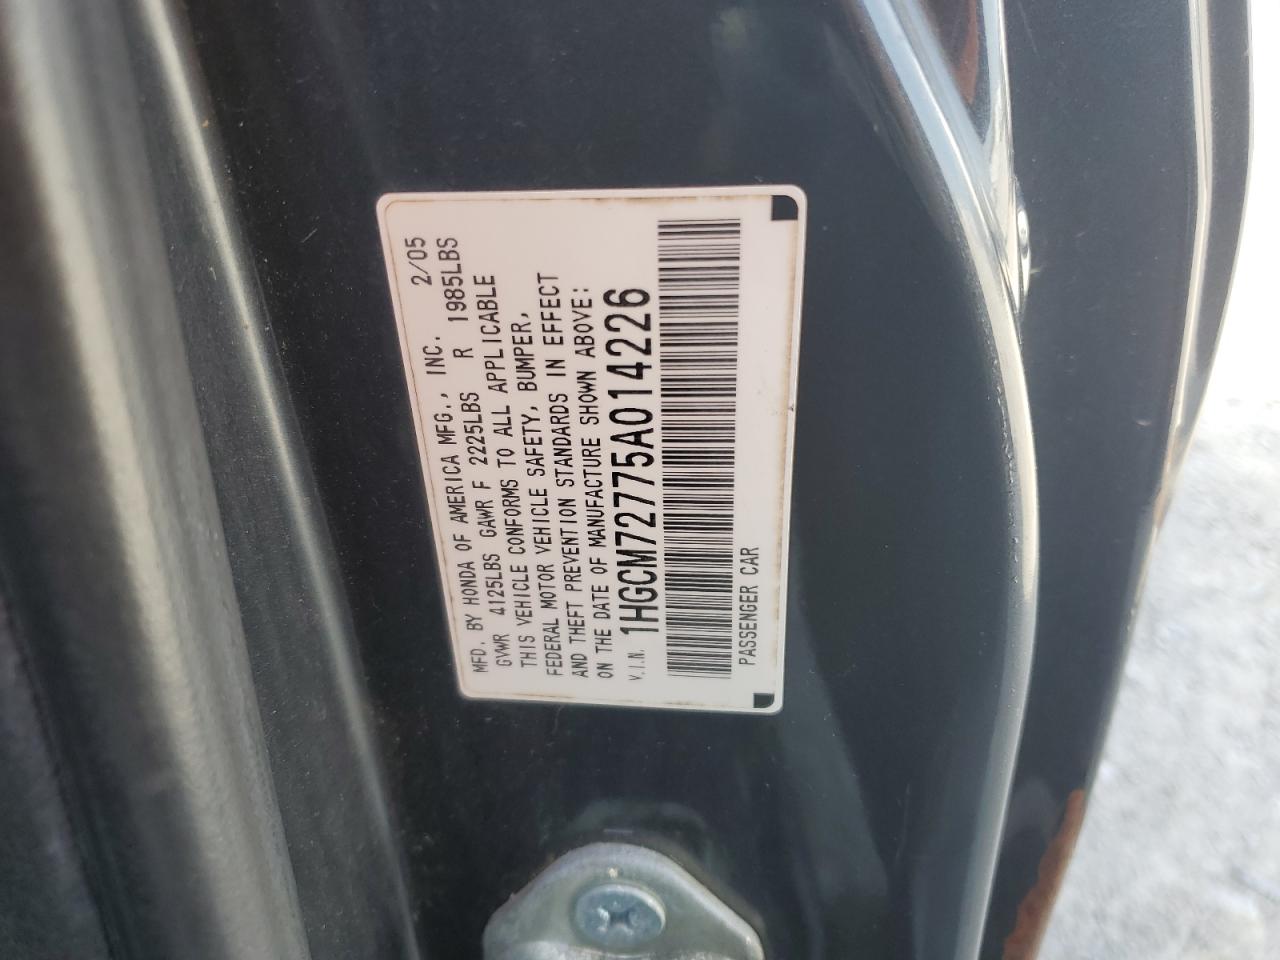 MFD. BY HONDA OF AMERICA MFG., INC. 2/05
GVWR 4125LBS GAWR F 2225LBS R 1985LBS
THIS VEHICLE CONFORMS TO ALL APPLICABLE
FEDERAL MOTOR VEHICLE SAFETY, BUMPER,
AND THEFT PREVENTION STANDARDS IN EFFECT
ON THE DATE OF MANUFACTURE SHOWN ABOVE:
V.I.N. 1HGCM72775A014226
PASSENGER CAR